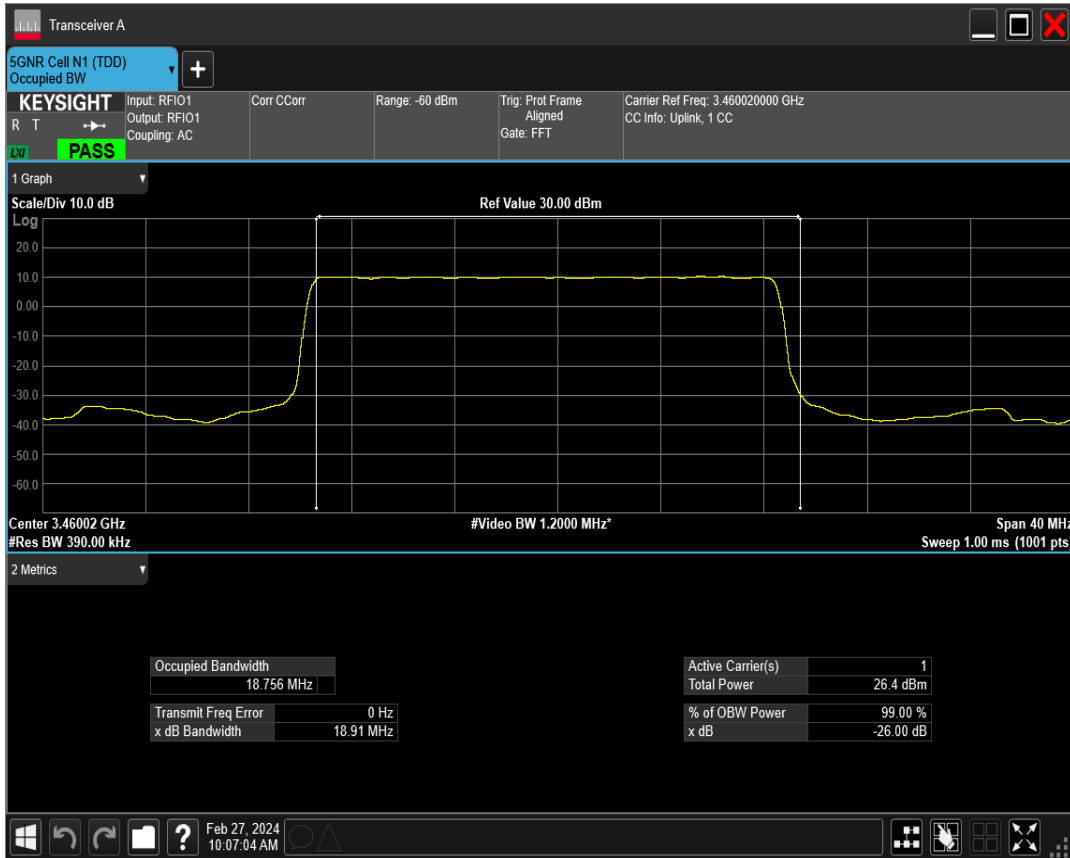 Transceiver A
5GNR Cell N1 (TDD)
Occupied BW
+
KEYSIGHT
R T
LXI
PASS
Input: RFIO1
Output: RFIO1
Coupling: AC
Corr CCorr
Range: -60 dBm
Trig: Prot Frame
Aligned
Gate: FFT
Carrier Ref Freq: 3.460020000 GHz
CC Info: Uplink, 1 CC
1 Graph
Scale/Div 10.0 dB
Ref Value 30.00 dBm
Log
20.0
10.0
0.00
-10.0
-20.0
-30.0
-40.0
-50.0
-60.0
Center 3.46002 GHz
#Video BW 1.2000 MHz*
Span 40 MHz
#Res BW 390.00 kHz
Sweep 1.00 ms (1001 pts)
2 Metrics
Occupied Bandwidth
18.756 MHz
Transmit Freq Error 0 Hz
x dB Bandwidth 18.91 MHz
Active Carrier(s) 1
Total Power 26.4 dBm
% of OBW Power 99.00 %
x dB -26.00 dB
?
Feb 27, 2024
10:07:04 AM